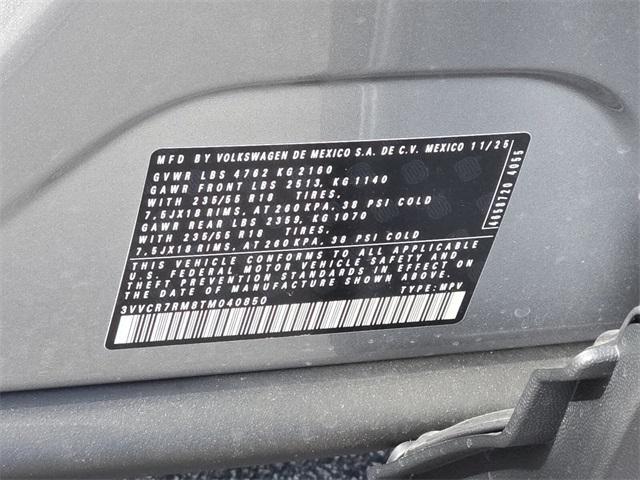 MFD BY VOLKSWAGEN DE MEXICO S.A. DE C.V. MEXICO 11/25
GVWR LBS 4762 KG 2160
GAWR FRONT LBS 2513, KG 1140
WITH 235/55 R18 TIRES.
7.5JX18 RIMS, AT 260 KPA, 38 PSI COLD
GAWR REAR LBS 2359, KG 1070
WITH 235/55 R18 TIRES.
7.5JX18 RIMS, AT 260 KPA, 38 PSI COLD
THIS VEHICLE CONFORMS TO ALL APPLICABLE
U.S. FEDERAL MOTOR VEHICLE SAFETY AND
THEFT PREVENTION STANDARDS IN EFFECT ON
THE DATE OF MANUFACTURE SHOWN ABOVE.
3VVCR7RM8TM040850 TYPE: MPV
4058720 4055